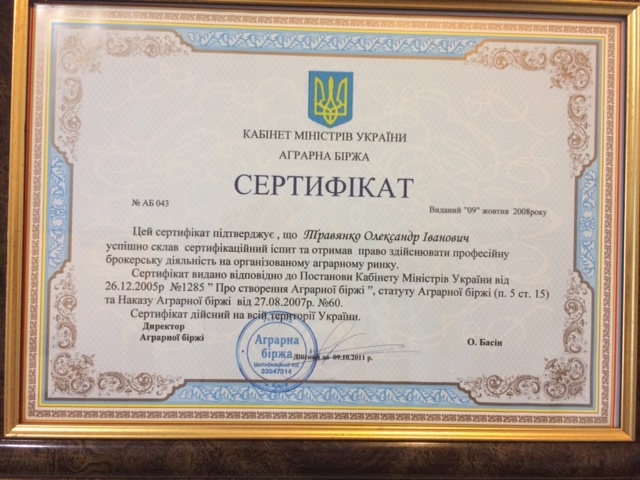 КАБІНЕТ МІНІСТРІВ УКРАЇНИ
АГРАРНА БІРЖА
СЕРТИФІКАТ
№ АБ 043
Виданий "09" жовтня 2008року
Цей сертифікат підтверджує , що Травянко Олександр Іванович
успішно склав сертифікаційний іспит та отримав право здійснювати професійну
брокерську діяльність на організованому аграрному ринку.
Сертифікат видано відповідно до Постанови Кабінету Міністрів України від
26.12.2005р №1285 " Про створення Аграрної біржі ", статуту Аграрної біржі (п. 5 ст. 15)
та Наказу Аграрної біржі від 27.08.2007р. №60.
Сертифікат дійсний на всій території України.
Директор
Аграрної біржі
О. Басін
Аграрна
біржа
33947314
Дійсний до 09.10.2011 р.